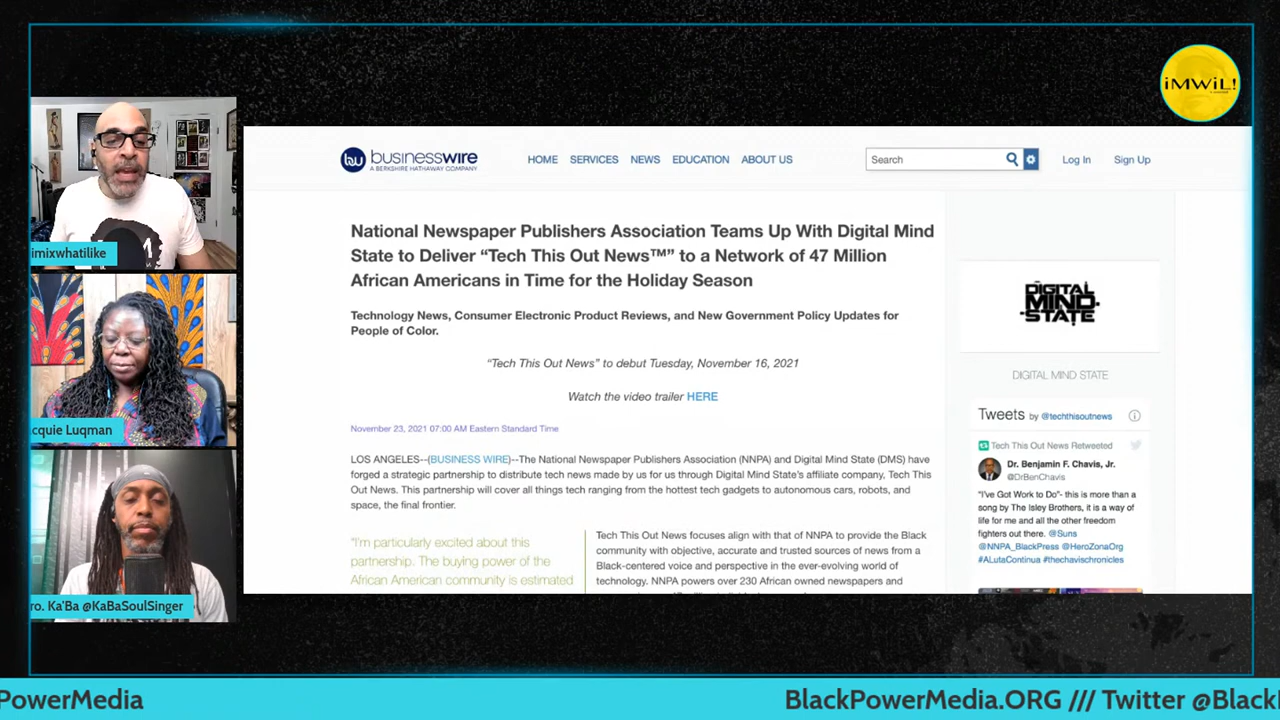 iMWiL!
imixwhatilike
cquie Luqman
ro. Ka'Ba @KaBaSoulSinger
businesswire
A BERKSHIRE HATHAWAY COMPANY
HOME SERVICES NEWS EDUCATION ABOUT US
Search
Log In Sign Up
National Newspaper Publishers Association Teams Up With Digital Mind
State to Deliver “Tech This Out News™” to a Network of 47 Million
African Americans in Time for the Holiday Season
Technology News, Consumer Electronic Product Reviews, and New Government Policy Updates for
People of Color.
“Tech This Out News” to debut Tuesday, November 16, 2021
Watch the video trailer HERE
November 23, 2021 07:00 AM Eastern Standard Time
LOS ANGELES--(BUSINESS WIRE)--The National Newspaper Publishers Association (NNPA) and Digital Mind State (DMS) have
forged a strategic partnership to distribute tech news made by us for us through Digital Mind State’s affiliate company, Tech This
Out News. This partnership will cover all things tech ranging from the hottest tech gadgets to autonomous cars, robots, and
space, the final frontier.
"I'm particularly excited about this
partnership. The buying power of the
African American community is estimated
Tech This Out News focuses align with that of NNPA to provide the Black
community with objective, accurate and trusted sources of news from a
Black-centered voice and perspective in the ever-evolving world of
technology. NNPA powers over 230 African owned newspapers and
DIGITAL
MIND
STATE
DIGITAL MIND STATE
Tweets by @techthisoutnews
Tech This Out News Retweeted
Dr. Benjamin F. Chavis, Jr.
@DrBenChavis
"I've Got Work to Do"- this is more than a
song by The Isley Brothers, it is a way of
life for me and all the other freedom
fighters out there. @Suns
@NNPA_BlackPress @HeroZonaOrg
#ALutaContinua #thechavischronicles
PowerMedia
BlackPowerMedia.ORG /// Twitter @BlackP